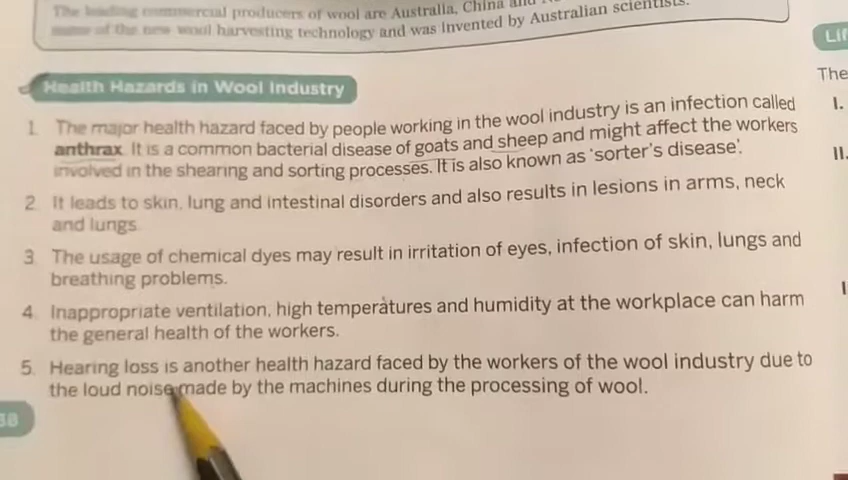 The leading commercial producers of wool are Australia, China and
some of the new wool harvesting technology and was invented by Australian scientists.
Health Hazards in Wool Industry
1. The major health hazard faced by people working in the wool industry is an infection called
anthrax. It is a common bacterial disease of goats and sheep and might affect the workers
involved in the shearing and sorting processes. It is also known as 'sorter's disease'.
2. It leads to skin, lung and intestinal disorders and also results in lesions in arms, neck
and lungs.
3. The usage of chemical dyes may result in irritation of eyes, infection of skin, lungs and
breathing problems.
4. Inappropriate ventilation, high temperatures and humidity at the workplace can harm
the general health of the workers.
5. Hearing loss is another health hazard faced by the workers of the wool industry due to
the loud noise made by the machines during the processing of wool.
The
I.
II.